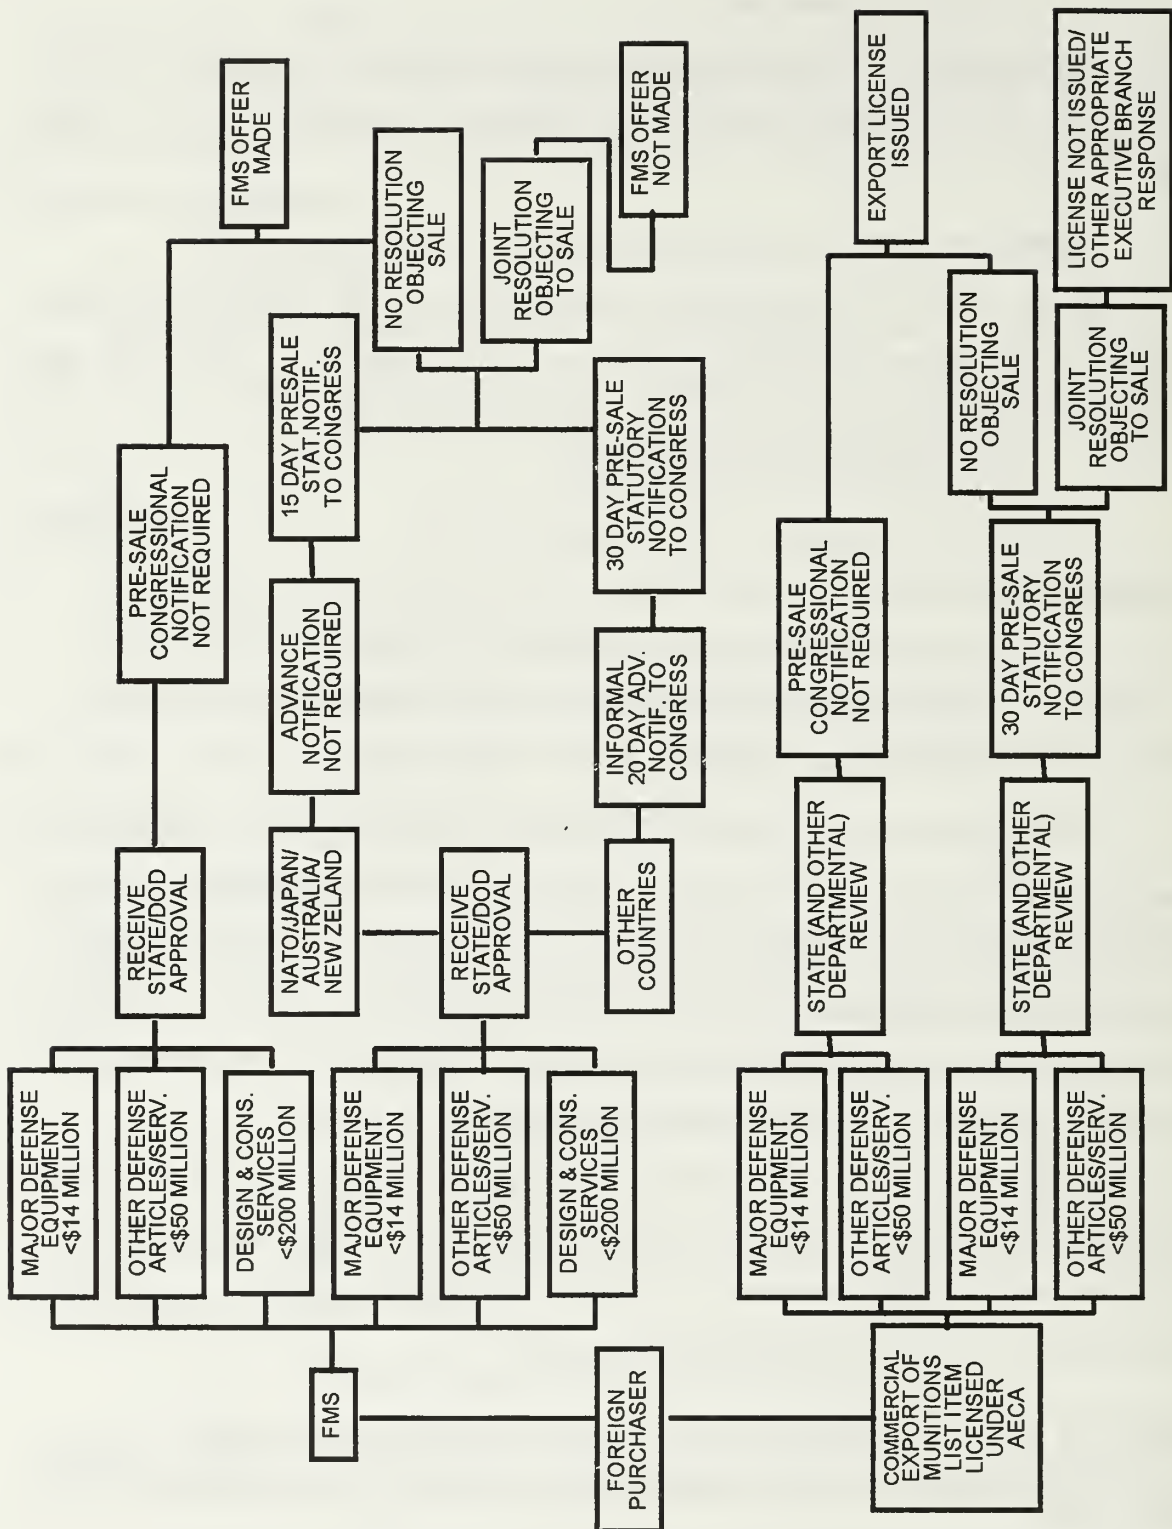 FOREIGN
PURCHASER
FMS
COMMERCIAL
EXPORT OF
MUNITIONS
LIST ITEM
LICENSED
UNDER
AECA
MAJOR DEFENSE
EQUIPMENT
<$14 MILLION
OTHER DEFENSE
ARTICLES/SERV.
<$50 MILLION
DESIGN & CONS.
SERVICES
<$200 MILLION
MAJOR DEFENSE
EQUIPMENT
<$14 MILLION
OTHER DEFENSE
ARTICLES/SERV.
<$50 MILLION
DESIGN & CONS.
SERVICES
<$200 MILLION
MAJOR DEFENSE
EQUIPMENT
<$14 MILLION
OTHER DEFENSE
ARTICLES/SERV.
<$50 MILLION
MAJOR DEFENSE
EQUIPMENT
<$14 MILLION
OTHER DEFENSE
ARTICLES/SERV.
<$50 MILLION
RECEIVE
STATE/DOD
APPROVAL
NATO/JAPAN/
AUSTRALIA/
NEW ZELAND
RECEIVE
STATE/DOD
APPROVAL
OTHER
COUNTRIES
STATE (AND OTHER
DEPARTMENTAL)
REVIEW
STATE (AND OTHER
DEPARTMENTAL)
REVIEW
ADVANCE
NOTIFICATION
NOT REQUIRED
INFORMAL
20 DAY ADV.
NOTIF. TO
CONGRESS
PRE-SALE
CONGRESSIONAL
NOTIFICATION
NOT REQUIRED
15 DAY PRESALE
STAT.NOTIF.
TO CONGRESS
30 DAY PRE-SALE
STATUTORY
NOTIFICATION
TO CONGRESS
PRE-SALE
CONGRESSIONAL
NOTIFICATION
NOT REQUIRED
30 DAY PRE-SALE
STATUTORY
NOTIFICATION
TO CONGRESS
NO RESOLUTION
OBJECTING
SALE
JOINT
RESOLUTION
OBJECTING
TO SALE
NO RESOLUTION
OBJECTING
SALE
JOINT
RESOLUTION
OBJECTING
TO SALE
FMS OFFER
MADE
FMS OFFER
NOT MADE
EXPORT LICENSE
ISSUED
LICENSE NOT ISSUED/
OTHER APPROPRIATE
EXECUTIVE BRANCH
RESPONSE